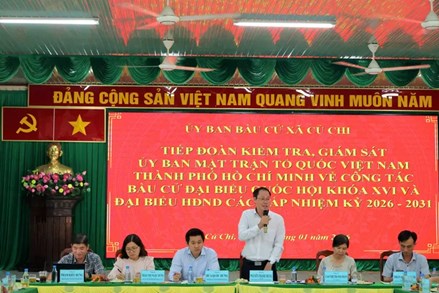 ĐẢNG CỘNG SẢN VIỆT NAM QUANG VINH MUÔN NĂM
ỦY BAN BẦU CỬ XÃ CỦ CHI
TIẾP ĐOÀN KIỂM TRA, GIÁM SÁT
ỦY BAN MẶT TRẬN TỔ QUỐC VIỆT NAM
THÀNH PHỐ HỒ CHÍ MINH VỀ CÔNG TÁC
BẦU CỬ ĐẠI BIỂU QUỐC HỘI KHÓA XVI VÀ
ĐẠI BIỂU HĐND CÁC CẤP NHIỆM KỲ 2026 - 2031
Củ Chi, 01 năm